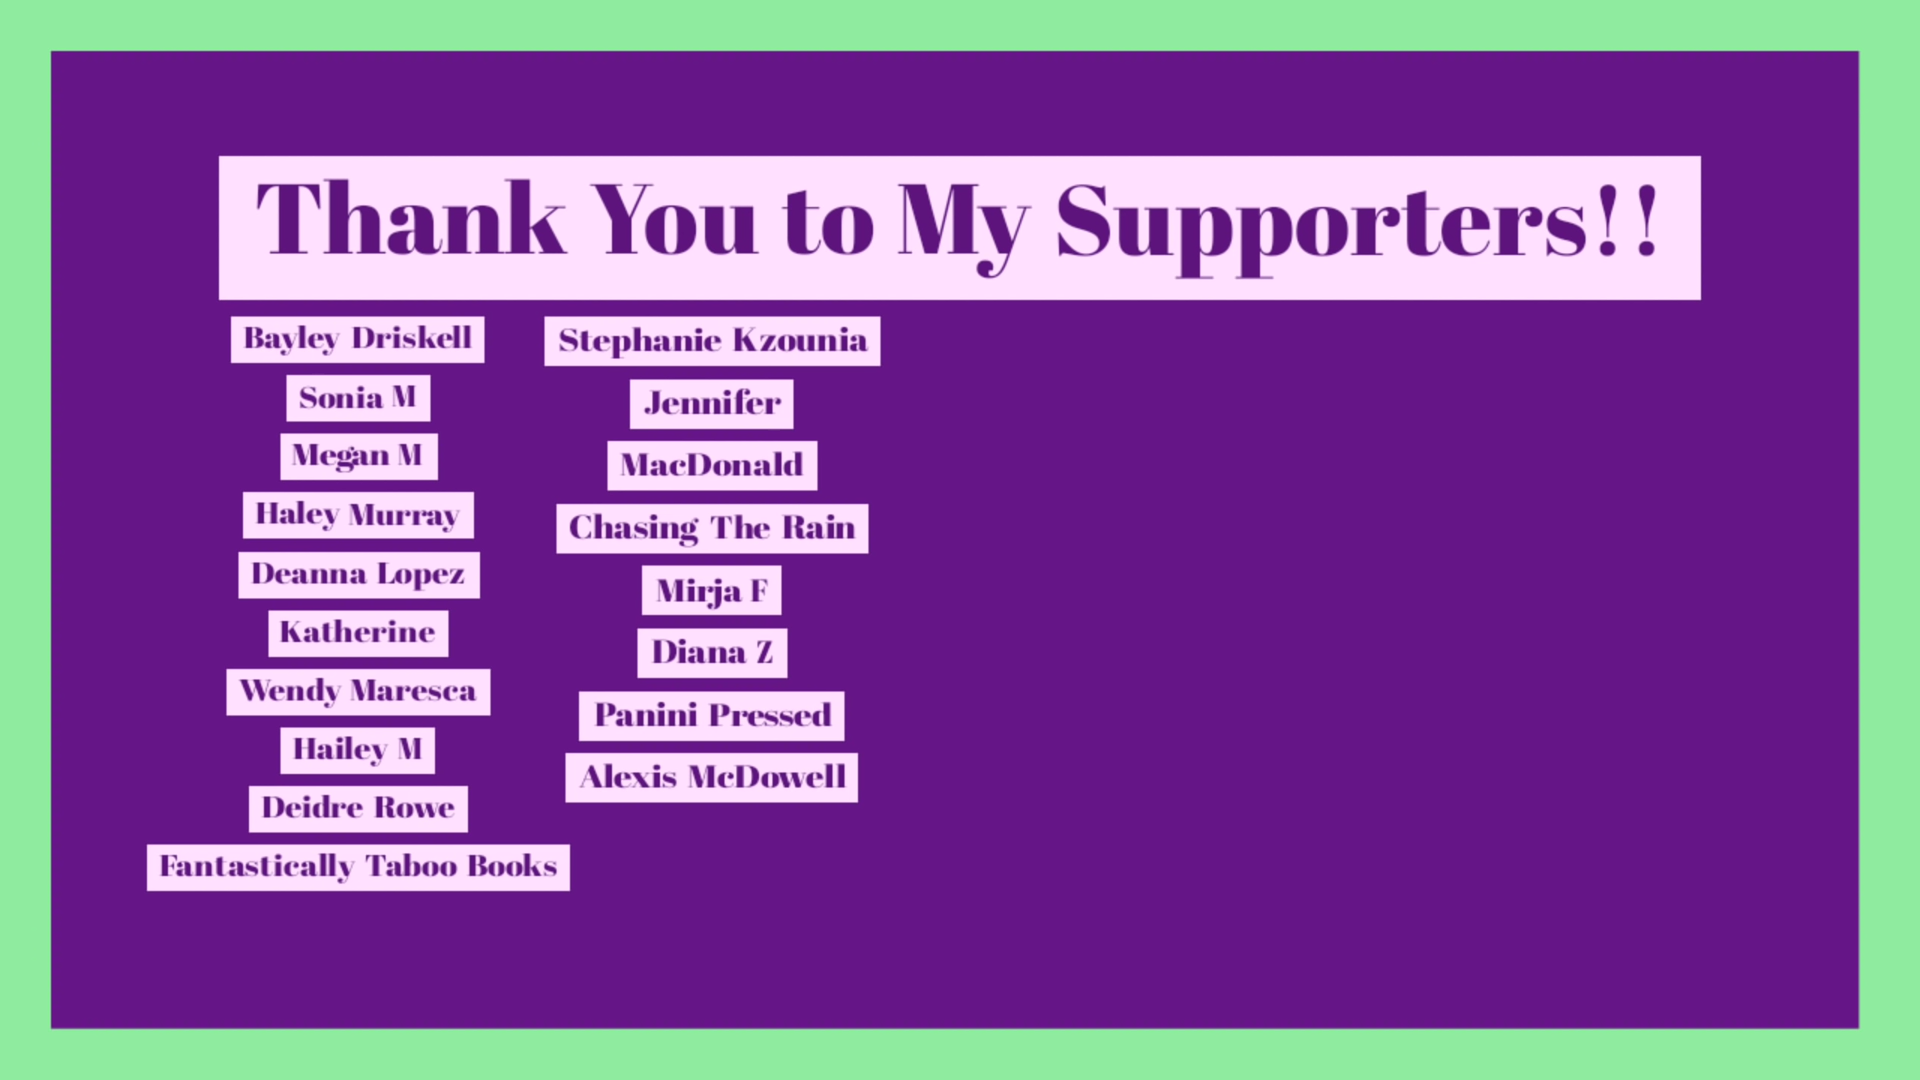 Thank You to My Supporters!!
Bayley Driskell
Sonia M
Megan M
Haley Murray
Deanna Lopez
Katherine
Wendy Maresca
Hailey M
Deidre Rowe
Fantastically Taboo Books
Stephanie Kzounia
Jennifer
MacDonald
Chasing The Rain
Mirja F
Diana Z
Panini Pressed
Alexis McDowell